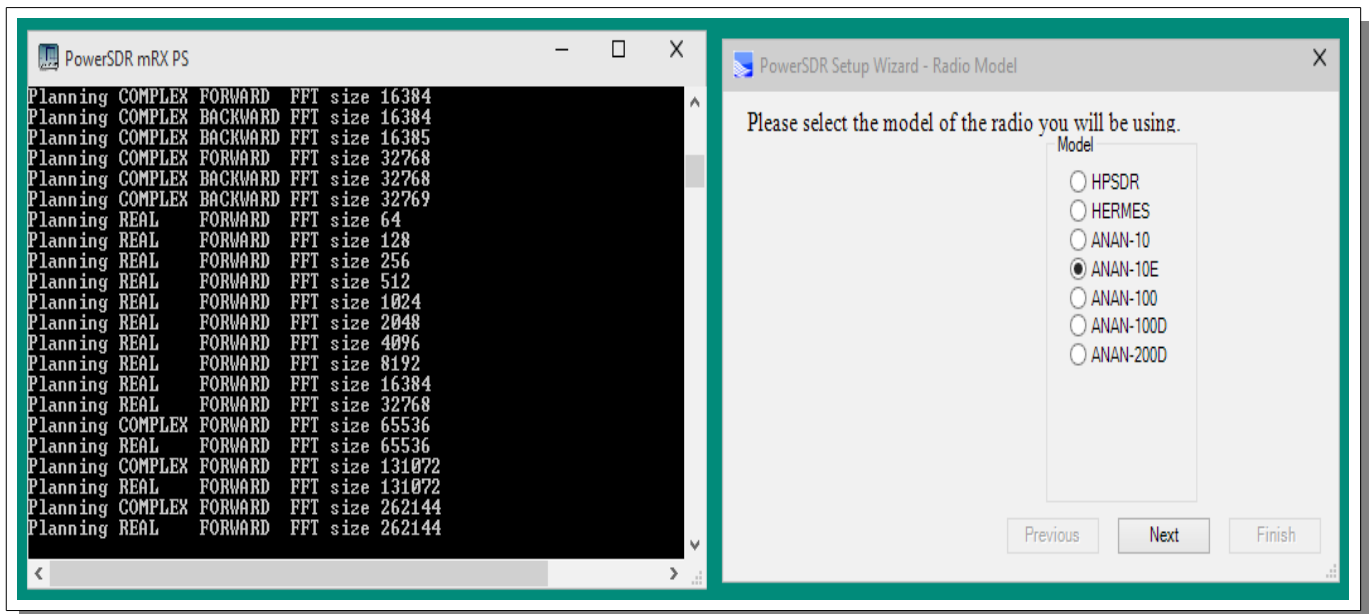 PowerSDR mRX PS
Planning COMPLEX FORWARD FFT size 16384
Planning COMPLEX BACKWARD FFT size 16384
Planning COMPLEX BACKWARD FFT size 16385
Planning COMPLEX FORWARD FFT size 32768
Planning COMPLEX BACKWARD FFT size 32768
Planning COMPLEX BACKWARD FFT size 32769
Planning REAL FORWARD FFT size 64
Planning REAL FORWARD FFT size 128
Planning REAL FORWARD FFT size 256
Planning REAL FORWARD FFT size 512
Planning REAL FORWARD FFT size 1024
Planning REAL FORWARD FFT size 2048
Planning REAL FORWARD FFT size 4096
Planning REAL FORWARD FFT size 8192
Planning REAL FORWARD FFT size 16384
Planning REAL FORWARD FFT size 32768
Planning COMPLEX FORWARD FFT size 65536
Planning REAL FORWARD FFT size 65536
Planning COMPLEX FORWARD FFT size 131072
Planning REAL FORWARD FFT size 131072
Planning COMPLEX FORWARD FFT size 262144
Planning REAL FORWARD FFT size 262144
PowerSDR Setup Wizard - Radio Model
Please select the model of the radio you will be using.
Model
HPSDR
HERMES
ANAN-10
ANAN-10E
ANAN-100
ANAN-100D
ANAN-200D
Previous Next Finish